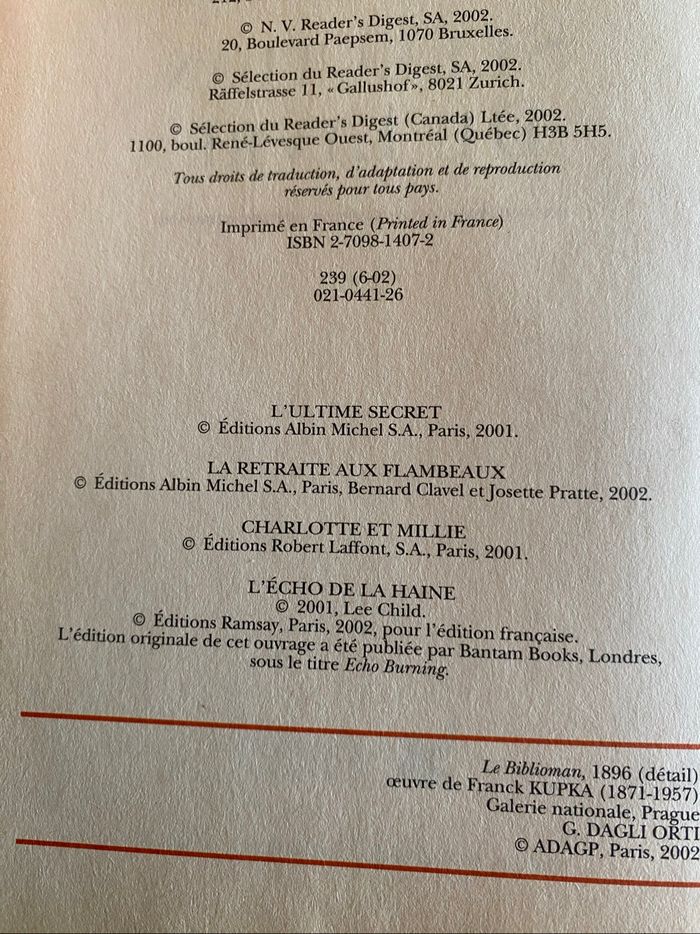 © N. V. Reader's Digest, SA, 2002.
20, Boulevard Paepsem, 1070 Bruxelles.
© Sélection du Reader's Digest, SA, 2002.
Räffelstrasse 11, « Gallushof », 8021 Zurich.
© Sélection du Reader's Digest (Canada) Ltée, 2002.
1100, boul. René-Lévesque Ouest, Montréal (Québec) H3B 5H5.
Tous droits de traduction, d'adaptation et de reproduction
réservés pour tous pays.
Imprimé en France (Printed in France)
ISBN 2-7098-1407-2
239 (6-02)
021-0441-26
L'ULTIME SECRET
© Éditions Albin Michel S.A., Paris, 2001.
LA RETRAITE AUX FLAMBEAUX
© Éditions Albin Michel S.A., Paris, Bernard Clavel et Josette Pratte, 2002.
CHARLOTTE ET MILLIE
© Éditions Robert Laffont, S.A., Paris, 2001.
L'ÉCHO DE LA HAINE
© 2001, Lee Child.
© Éditions Ramsay, Paris, 2002, pour l'édition française.
L'édition originale de cet ouvrage a été publiée par Bantam Books, Londres,
sous le titre Echo Burning.
Le Biblioman, 1896 (détail)
œuvre de Franck KUPKA (1871-1957)
Galerie nationale, Prague
G. DAGLI ORTI
© ADAGP, Paris, 2002